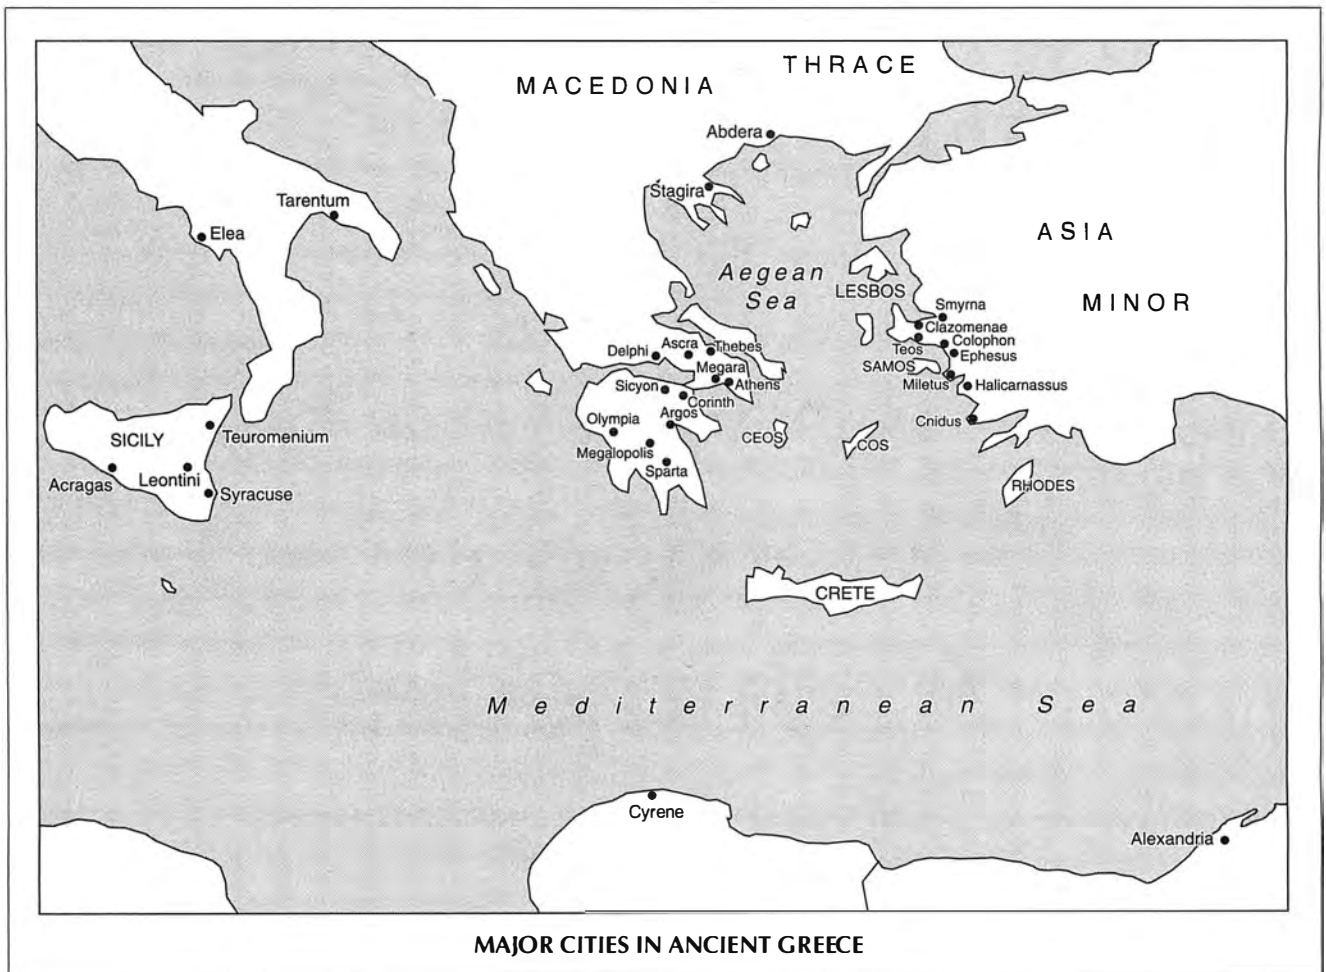 THRACE
MACEDONIA
Abdera
Stagira
Tarentum
Elea
ASIA
Aegean
Sea
LESBOS
MINOR
Smyrna
Clazomenae
Teos
Colophon
Ephesus
Delphi
Ascra
Thebes
Megara
SAMOS
Miletus
Halicarnassus
Sicyon
Athens
Corinth
Olympia
Argos
Cnidus
SICILY
Teuromenium
CEOS
COS
Megalopolis
Sparta
Acragas
Leontini
Syracuse
RHODES
CRETE
Mediterranean Sea
Cyrene
Alexandria
MAJOR CITIES IN ANCIENT GREECE